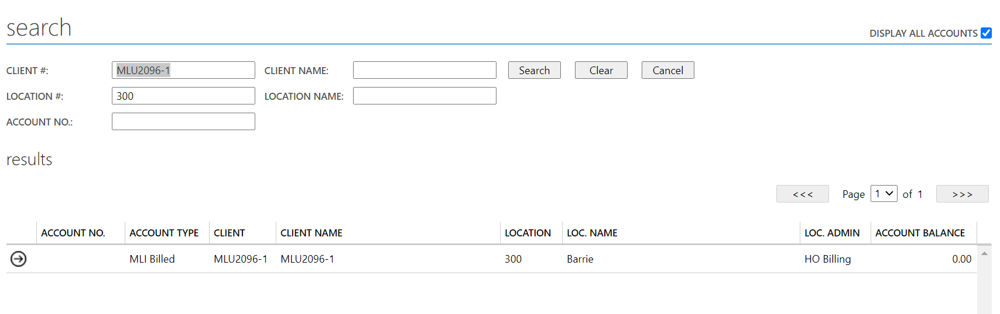 search
DISPLAY ALL ACCOUNTS
CLIENT #: MLU2096-1 CLIENT NAME: Search Clear Cancel
LOCATION #: 300 LOCATION NAME:
ACCOUNT NO.:
results
<<< Page 1 of 1 >>>
ACCOUNT NO. ACCOUNT TYPE CLIENT CLIENT NAME LOCATION LOC. NAME LOC. ADMIN ACCOUNT BALANCE
MLI Billed MLU2096-1 MLU2096-1 300 Barrie HO Billing 0.00